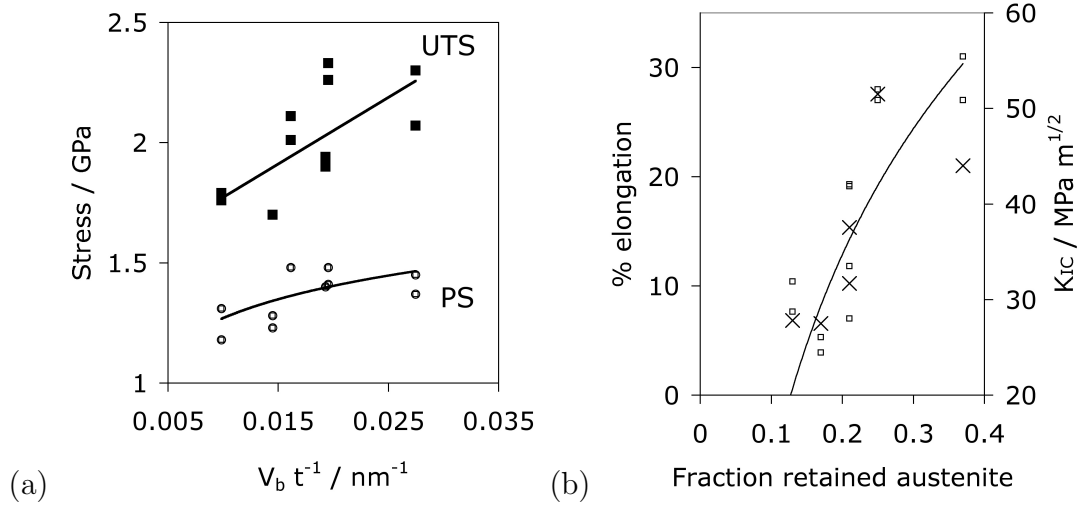 2.5
2
1.5
1
Stress / GPa
UTS
PS
0.005 0.015 0.025 0.035
V_b t^-1 / nm^-1
(a)
30
20
10
0
% elongation
60
50
40
30
20
K_IC / MPa m^1/2
0 0.1 0.2 0.3 0.4
Fraction retained austenite
(b)